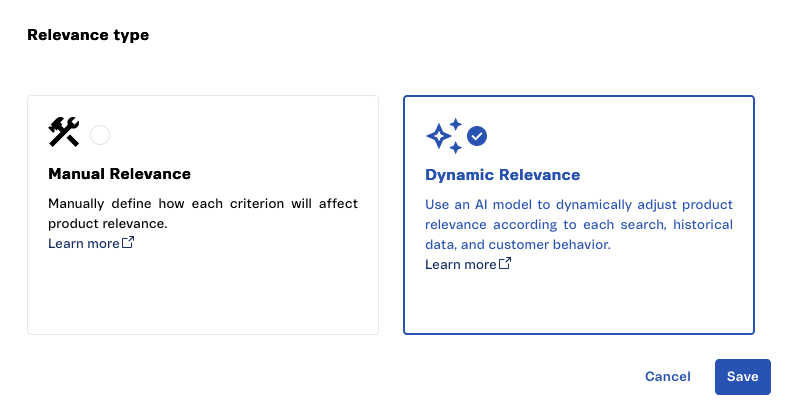 Relevance type
Manual Relevance
Manually define how each criterion will affect
product relevance.
Learn more
Dynamic Relevance
Use an AI model to dynamically adjust product
relevance according to each search, historical
data, and customer behavior.
Learn more
Cancel
Save